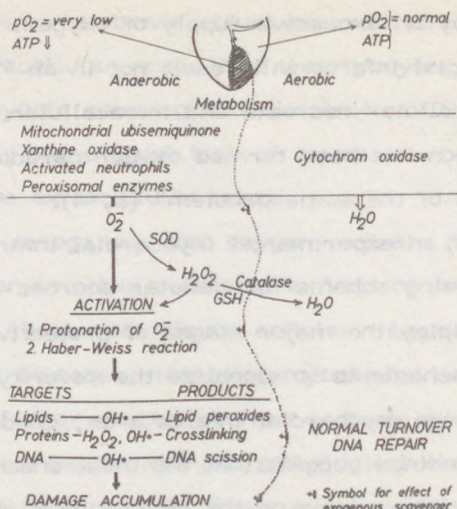 pO2 = very low
ATP ⇓
pO2 = normal
ATP
Anaerobic
Aerobic
Metabolism
Mitochondrial ubisemiquinone
Xanthine oxidase
Activated neutrophils
Peroxisomal enzymes
Cytochrom oxidase
O2-
SOD
H2O
H2O2
Catalase
GSH
H2O
ACTIVATION
1. Protonation of O2-
2. Haber-Weiss reaction
TARGETS
PRODUCTS
Lipids — OH• — Lipid peroxides
Proteins - H2O2, OH• - Crosslinking
DNA — OH• — DNA scission
NORMAL TURNOVER
DNA REPAIR
DAMAGE ACCUMULATION
Symbol for effect of
exogenous scavenger